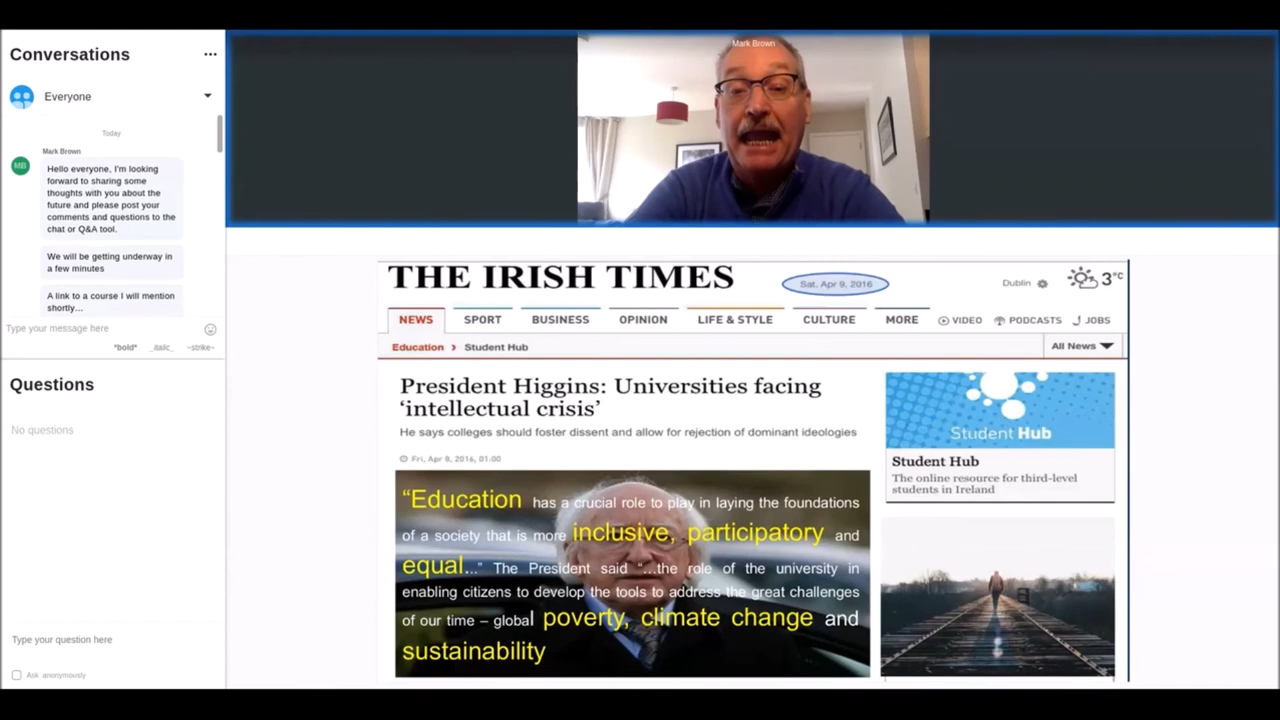 Conversations
Everyone
Today
Mark Brown
MB
Hello everyone, I'm looking
forward to sharing some
thoughts with you about the
future and please post your
comments and questions to the
chat or Q&A tool.
We will be getting underway in
a few minutes
A link to a course I will mention
shortly...
Type your message here
*bold* _italic_ ~strike~
Questions
No questions
Type your question here
Ask anonymously
Mark Brown
THE IRISH TIMES
Sat, Apr 9, 2016
Dublin
3°C
NEWS SPORT BUSINESS OPINION LIFE & STYLE CULTURE MORE VIDEO PODCASTS JOBS
Education > Student Hub
All News
President Higgins: Universities facing
‘intellectual crisis’
He says colleges should foster dissent and allow for rejection of dominant ideologies
Fri, Apr 8, 2016, 01:00
“Education has a crucial role to play in laying the foundations
of a society that is more inclusive, participatory and
equal...” The President said “...the role of the university in
enabling citizens to develop the tools to address the great challenges
of our time – global poverty, climate change and
sustainability
Student Hub
Student Hub
The online resource for third-level
students in Ireland